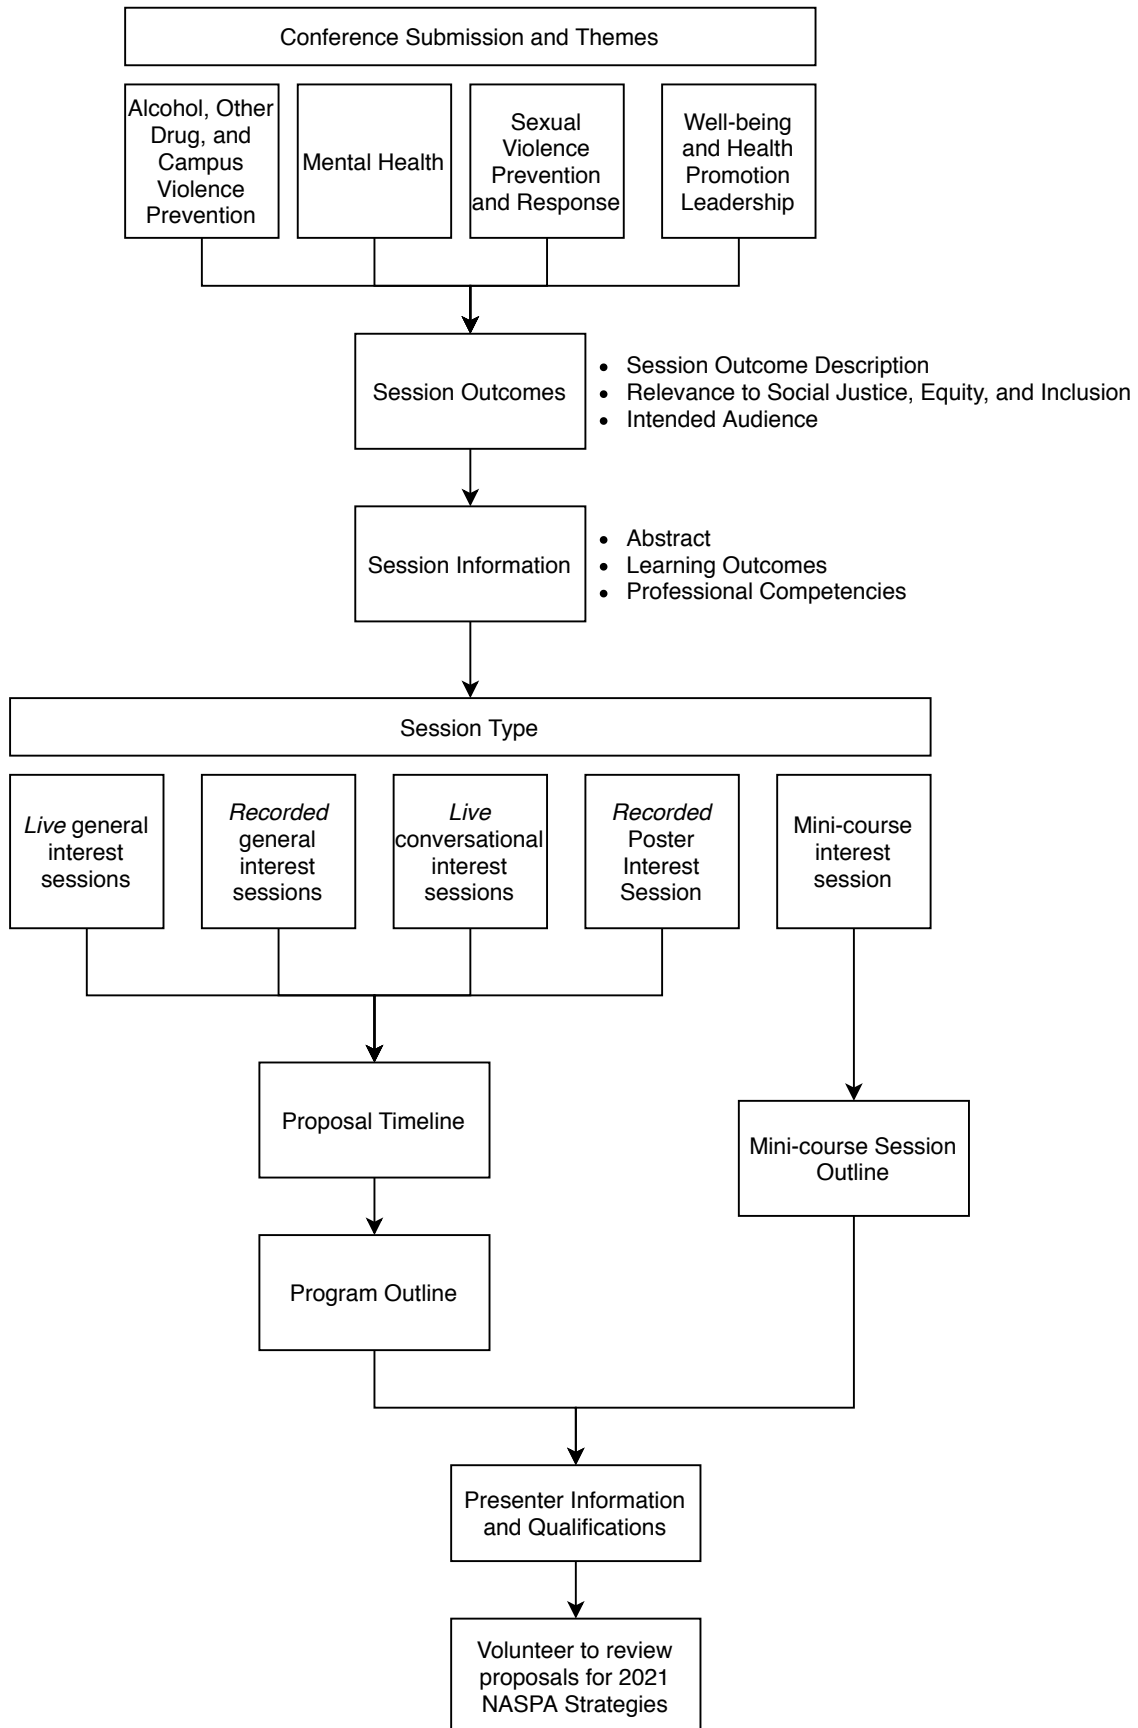 Conference Submission and Themes
Alcohol, Other
Drug, and
Campus
Violence
Prevention
Mental Health
Sexual
Violence
Prevention
and Response
Well-being
and Health
Promotion
Leadership
Session Outcomes
• Session Outcome Description
• Relevance to Social Justice, Equity, and Inclusion
• Intended Audience
Session Information
• Abstract
• Learning Outcomes
• Professional Competencies
Session Type
Live general
interest
sessions
Recorded
general
interest
sessions
Live
conversational
interest
sessions
Recorded
Poster
Interest
Session
Mini-course
interest
session
Proposal Timeline
Mini-course Session
Outline
Program Outline
Presenter Information
and Qualifications
Volunteer to review
proposals for 2021
NASPA Strategies